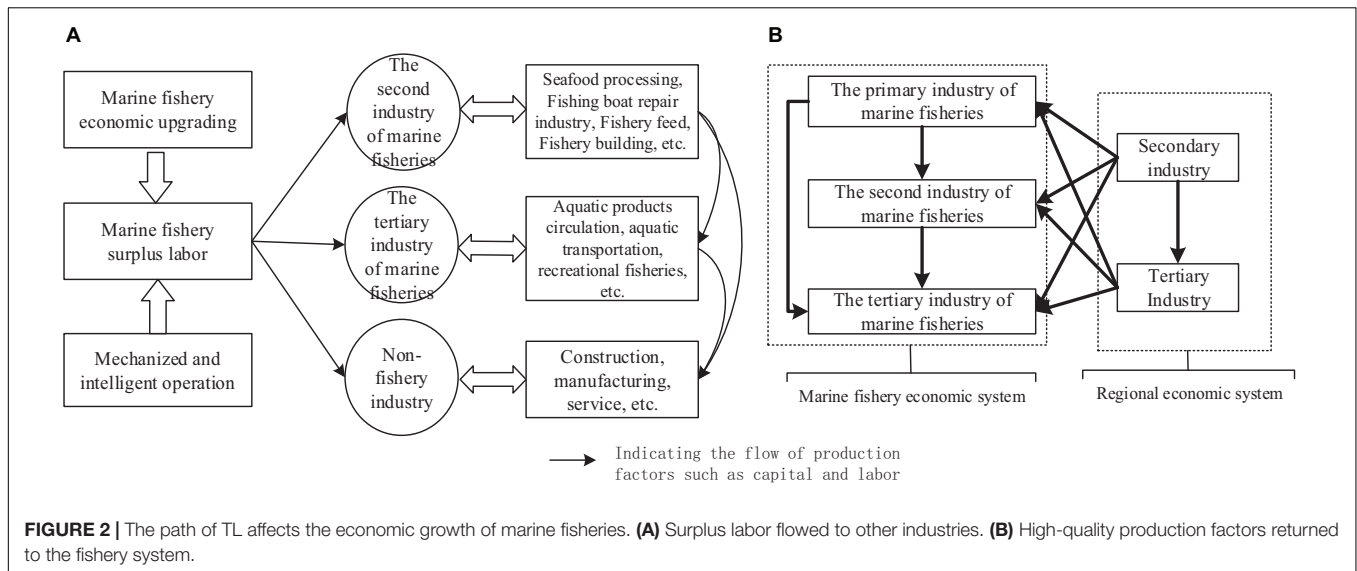 A
Marine fishery
economic upgrading
Marine fishery
surplus labor
Mechanized and
intelligent operation
The
second
industry
of marine
fisheries
The
tertiary
industry
of marine
fisheries
Non-
fishery
industry
Seafood processing,
Fishing boat repair
industry, Fishery feed,
Fishery building, etc.
Aquatic products
circulation, aquatic
transportation,
recreational fisheries,
etc.
Construction,
manufacturing,
service, etc.
B
The primary industry of
marine fisheries
The second industry of
marine fisheries
The tertiary industry of
marine fisheries
Marine fishery economic system
Secondary
industry
Tertiary
Industry
Regional economic system
Indicating the flow of production
factors such as capital and labor
FIGURE 2 | The path of TL affects the economic growth of marine fisheries. (A) Surplus labor flowed to other industries. (B) High-quality production factors returned
to the fishery system.